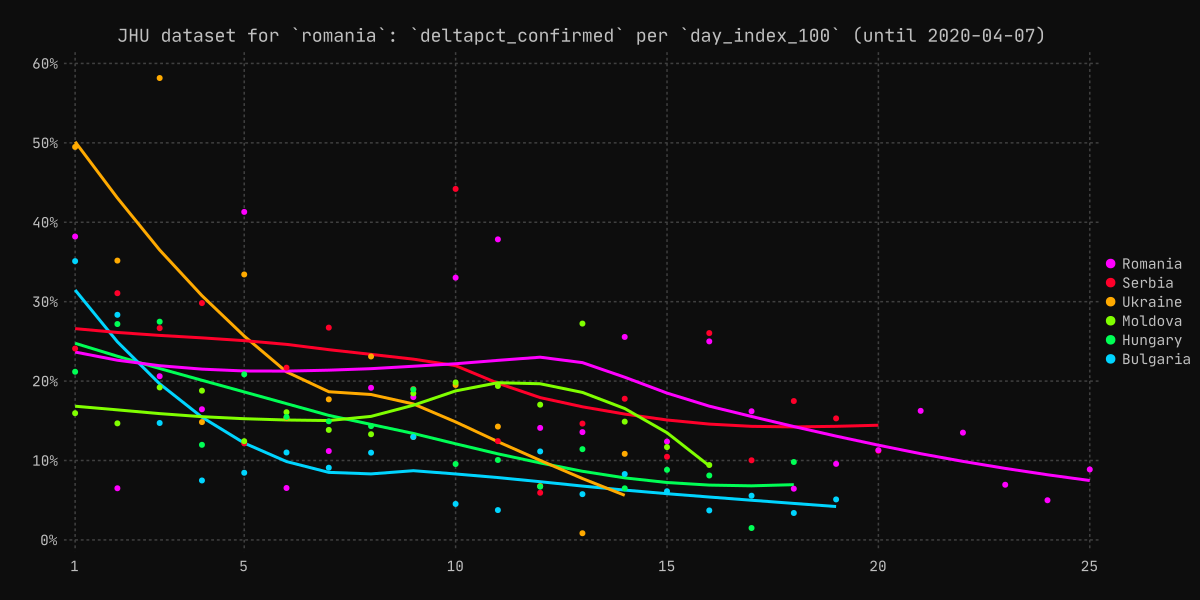 JHU dataset for `romania`: `deltapct_confirmed` per `day_index_100` (until 2020-04-07)
60%
50%
40%
30%
20%
10%
0%
1 5 10 15 20 25
Romania
Serbia
Ukraine
Moldova
Hungary
Bulgaria